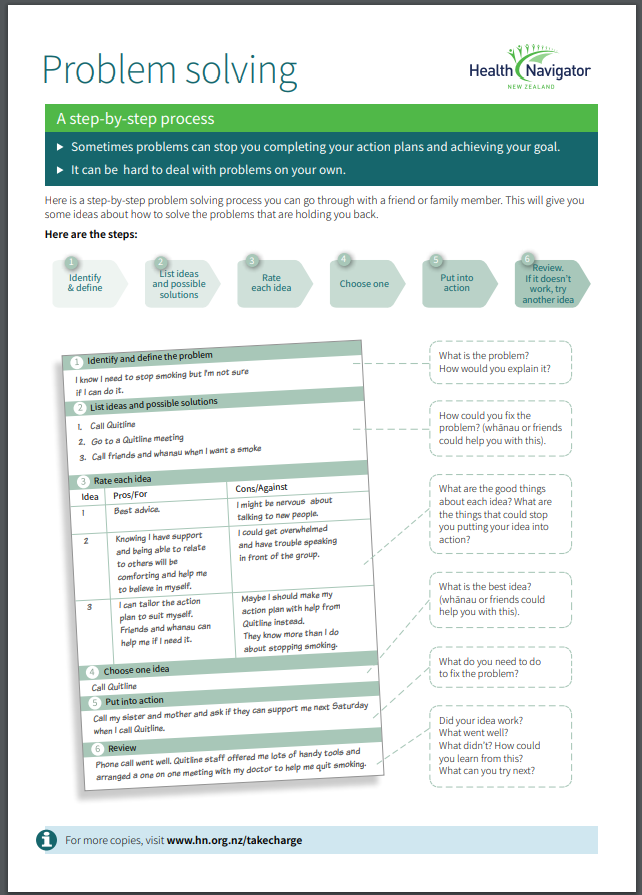 Problem solving
Health Navigator
NEW ZEALAND
A step-by-step process
Sometimes problems can stop you completing your action plans and achieving your goal.
It can be hard to deal with problems on your own.
Here is a step-by-step problem solving process you can go through with a friend or family member. This will give you
some ideas about how to solve the problems that are holding you back.
Here are the steps:
1
Identify
& define
2
List ideas
and possible
solutions
3
Rate
each idea
4
Choose one
5
Put into
action
6
Review.
If it doesn't
work, try
another idea
1 Identify and define the problem
I know I need to stop smoking but I'm not sure
if I can do it.
2 List ideas and possible solutions
1. Call Quitline
2. Go to a Quitline meeting
3. Call friends and whanau when I want a smoke
3 Rate each idea
Idea Pros/For Cons/Against
1
Best advice.
I might be nervous about
talking to new people.
2
Knowing I have support
and being able to relate
to others will be
comforting and help me
to believe in myself.
I could get overwhelmed
and have trouble speaking
in front of the group.
3
I can tailor the action
plan to suit myself.
Friends and whanau can
help me if I need it.
Maybe I should make my
action plan with help from
Quitline instead.
They know more than I do
about stopping smoking.
4 Choose one idea
Call Quitline
5 Put into action
Call my sister and mother and ask if they can support me next Saturday
when I call Quitline.
6 Review
Phone call went well. Quitline staff offered me lots of handy tools and
arranged a one on one meeting with my doctor to help me quit smoking.
What is the problem?
How would you explain it?
How could you fix the
problem? (whānau or friends
could help you with this).
What are the good things
about each idea? What are
the things that could stop
you putting your idea into
action?
What is the best idea?
(whānau or friends could
help you with this).
What do you need to do
to fix the problem?
Did your idea work?
What went well?
What didn't? How could
you learn from this?
What can you try next?
i
For more copies, visit www.hn.org.nz/takecharge